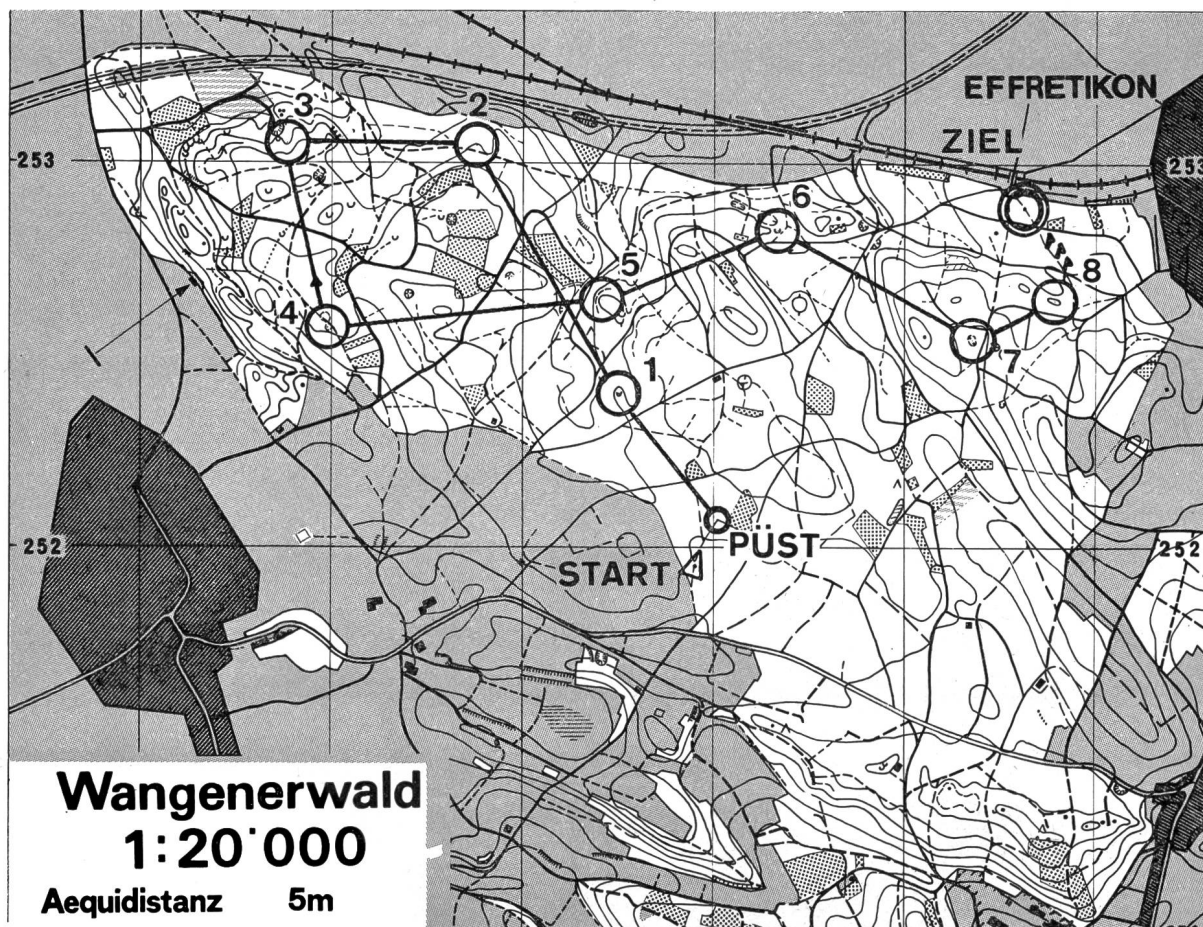 EFFRETIKON
ZIEL
3
2
253
253
6
5
8
4
7
1
PÜST
252
START
252
Wangenerwald
1:20'000
Aequidistanz 5m